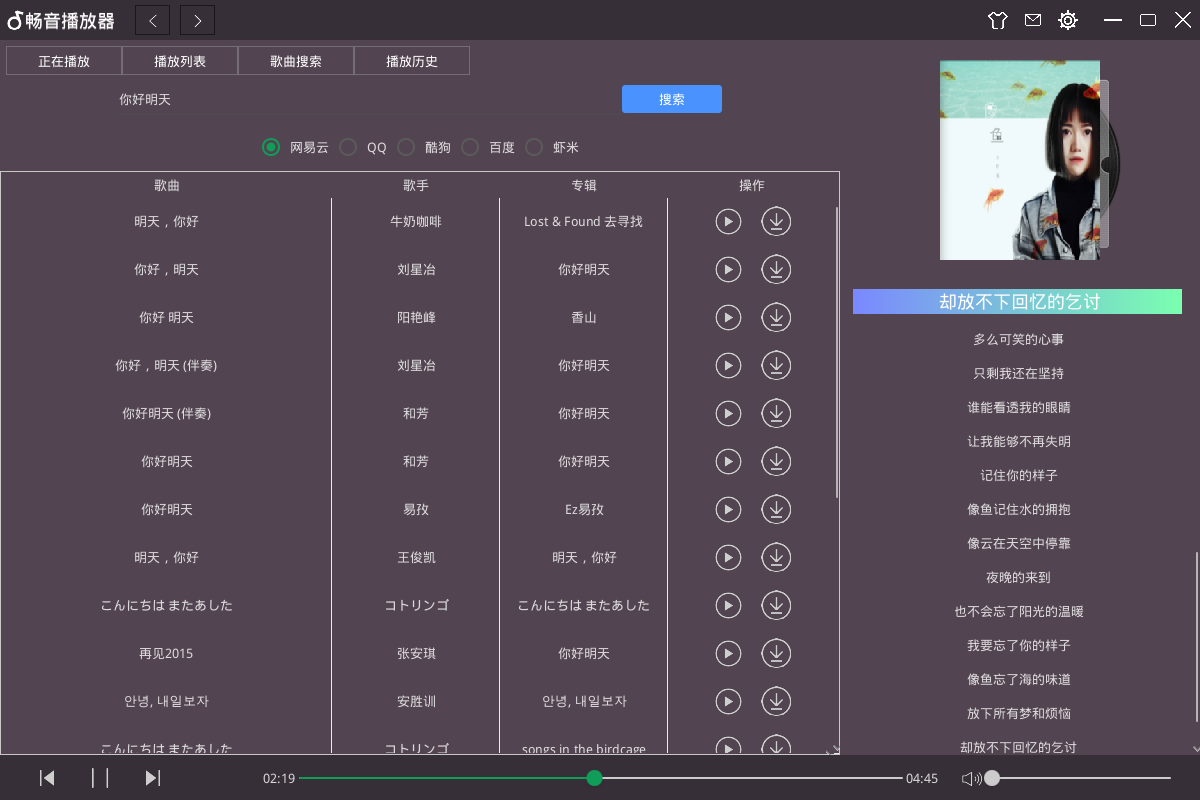 畅音播放器
正在播放 播放列表 歌曲搜索 播放历史
你好明天 搜索
网易云 QQ 酷狗 百度 虾米
歌曲 歌手 专辑 操作
明天，你好 牛奶咖啡 Lost & Found 去寻找
你好，明天 刘星冶 你好明天
你好 明天 阳艳峰 香山
你好，明天 (伴奏) 刘星冶 你好明天
你好明天 (伴奏) 和芳 你好明天
你好明天 和芳 你好明天
你好明天 易孜 Ez易孜
明天，你好 王俊凯 明天，你好
こんにちは またあした コトリンゴ こんにちは またあした
再见2015 张安琪 你好明天
안녕, 내일보자 安胜训 안녕, 내일보자
こんにちは またあした コトリンゴ songs in the birdcage
却放不下回忆的乞讨
多么可笑的心事
只剩我还在坚持
谁能看透我的眼睛
让我能够不再失明
记住你的样子
像鱼记住水的拥抱
像云在天空中停靠
夜晚的来到
也不会忘了阳光的温暖
我要忘了你的样子
像鱼忘了海的味道
放下所有梦和烦恼
却放不下回忆的乞讨
02:19 04:45